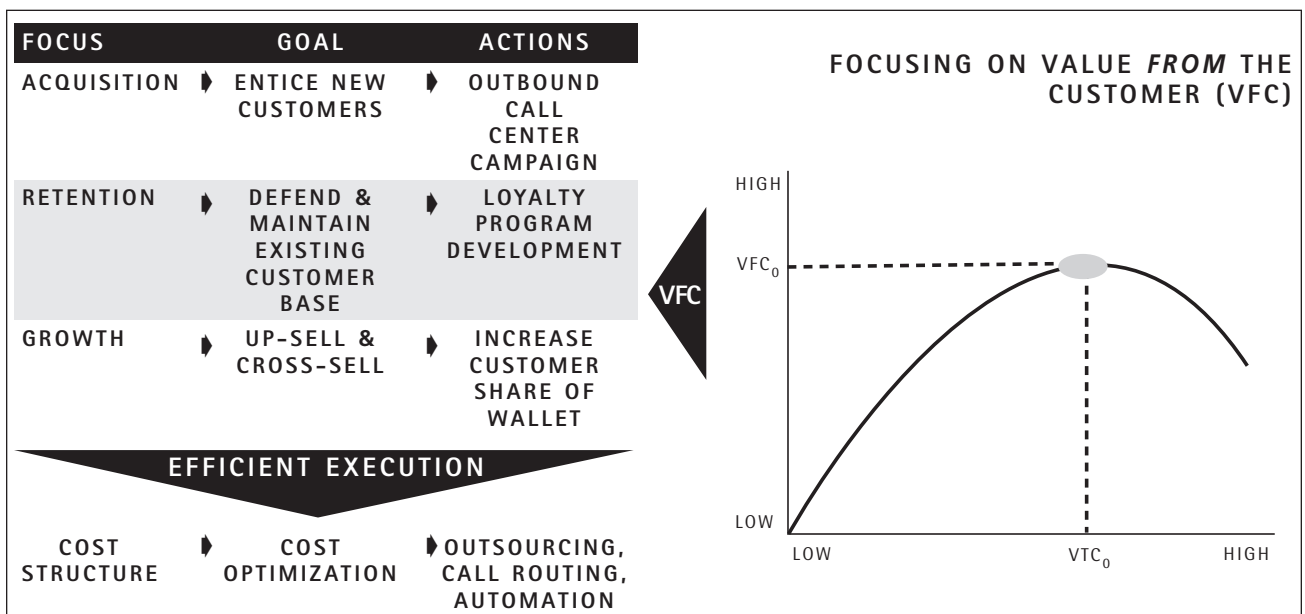 FOCUS GOAL ACTIONS
ACQUISITION ENTICE NEW OUTBOUND
CUSTOMERS CALL
CENTER
CAMPAIGN
RETENTION DEFEND & LOYALTY
MAINTAIN PROGRAM
EXISTING DEVELOPMENT
CUSTOMER
BASE
GROWTH UP-SELL & INCREASE
CROSS-SELL CUSTOMER
SHARE OF
WALLET
EFFICIENT EXECUTION
COST COST OUTSOURCING,
STRUCTURE OPTIMIZATION CALL ROUTING,
AUTOMATION
VFC
FOCUSING ON VALUE FROM THE
CUSTOMER (VFC)
HIGH
VFC₀
LOW
LOW VTC₀ HIGH